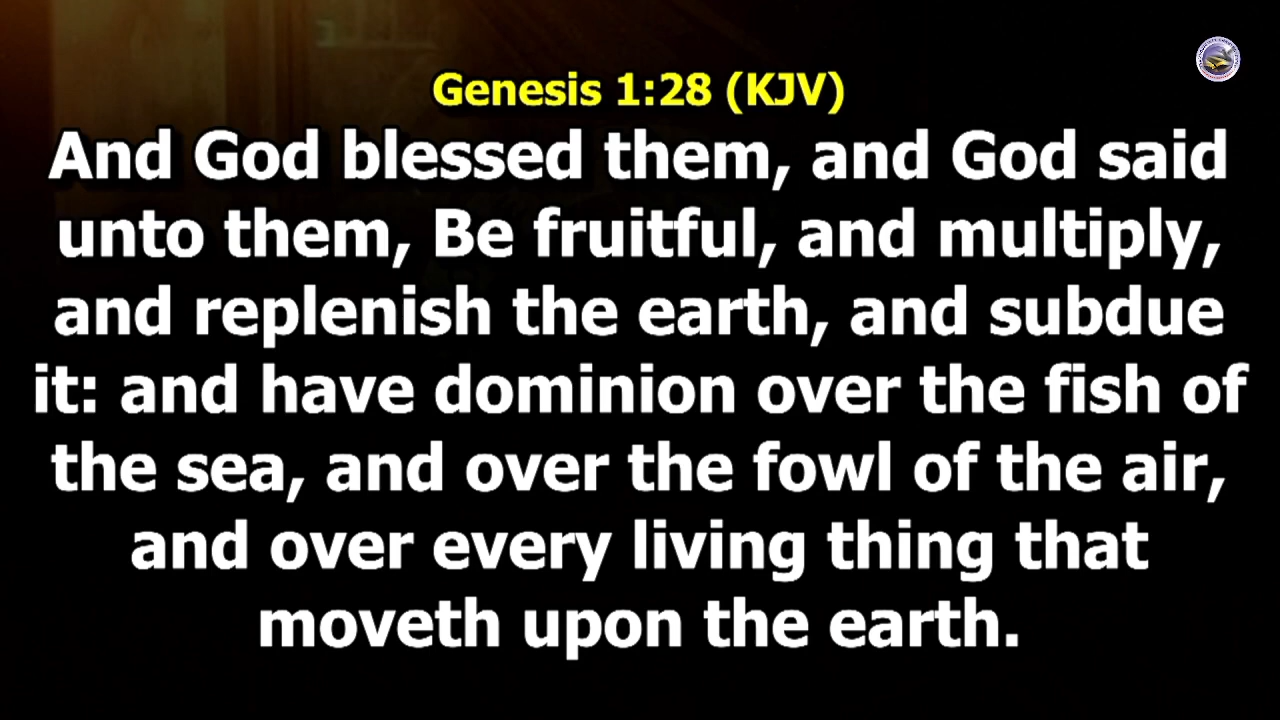 Genesis 1:28 (KJV)
And God blessed them, and God said
unto them, Be fruitful, and multiply,
and replenish the earth, and subdue
it: and have dominion over the fish of
the sea, and over the fowl of the air,
and over every living thing that
moveth upon the earth.